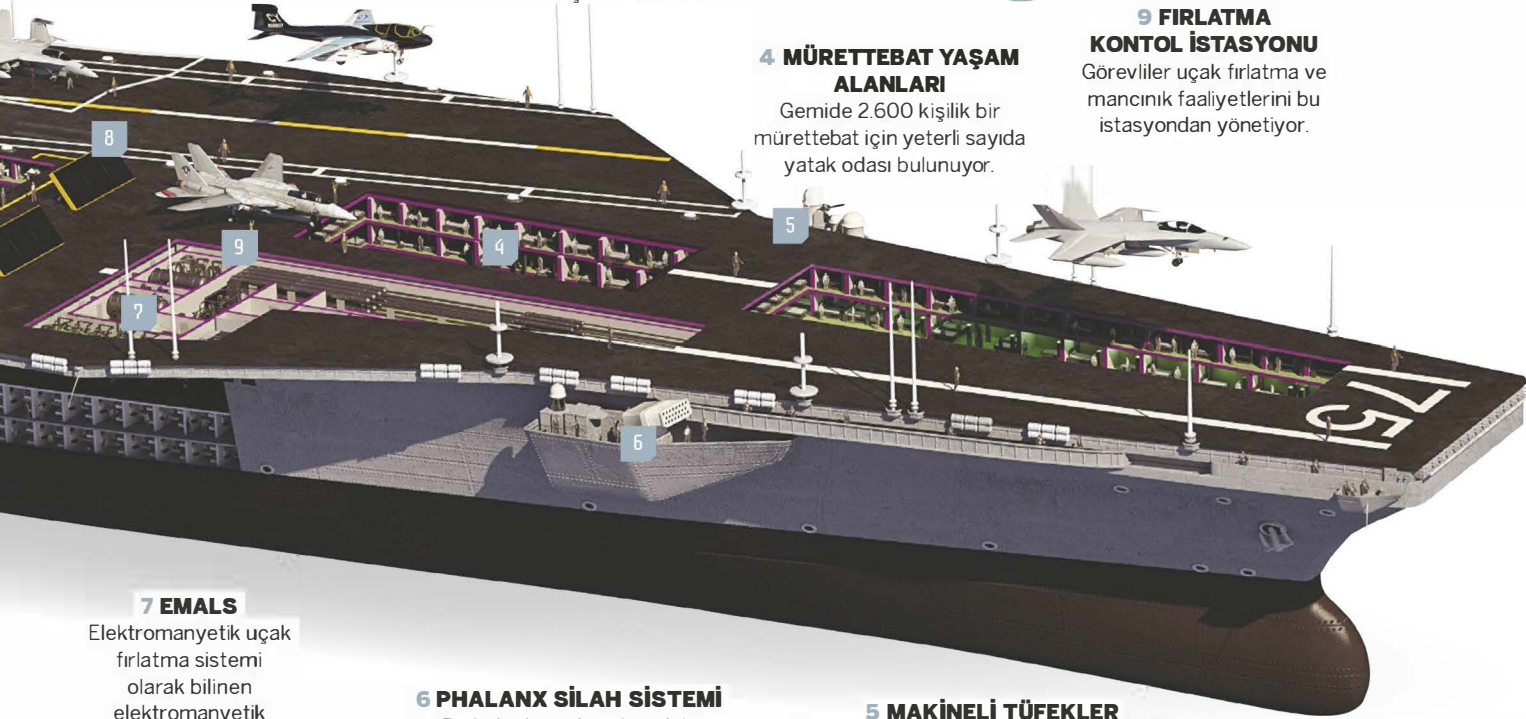 4 MÜRETTEBAT YAŞAM
ALANLARI
Gemide 2.600 kişilik bir
mürettebat için yeterli sayıda
yatak odası bulunuyor.
9 FIRLATMA
KONTOL İSTASYONU
Görevliler uçak fırlatma ve
mancınık faaliyetlerini bu
istasyondan yönetiyor.
8
5
9
4
7
6
75
7 EMALS
Elektromanyetik uçak
fırlatma sistemi
olarak bilinen
elektromanyetik
6 PHALANX SİLAH SİSTEMİ
5 MAKİNELİ TÜFEKLER